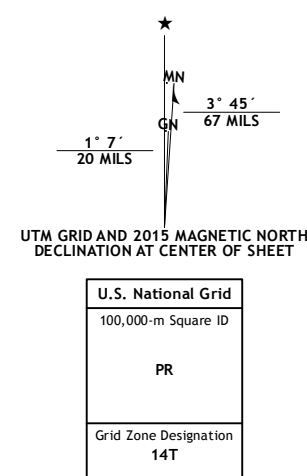 ★
MN
3° 45´
67 MILS
GN
1° 7´
20 MILS
UTM GRID AND 2015 MAGNETIC NORTH
DECLINATION AT CENTER OF SHEET
U.S. National Grid
100,000-m Square ID
PR
Grid Zone Designation
14T